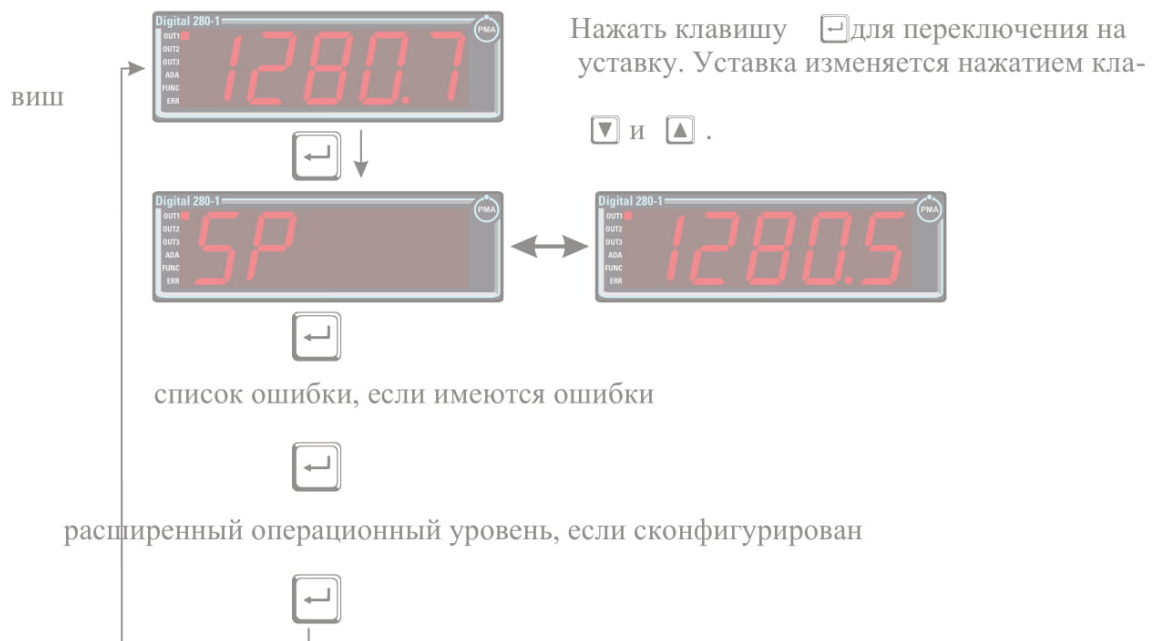 Нажать клавишу для переключения на
уставку. Уставка изменяется нажатием кла-
виш
и .
Digital 280-1
OUT1
OUT2
OUT3
ADA
FUNC
ERR
1280.7
PMA
Digital 280-1
OUT1
OUT2
OUT3
ADA
FUNC
ERR
SP
PMA
Digital 280-1
OUT1
OUT2
OUT3
ADA
FUNC
ERR
1280.5
PMA
список ошибки, если имеются ошибки
расширенный операционный уровень, если сконфигурирован